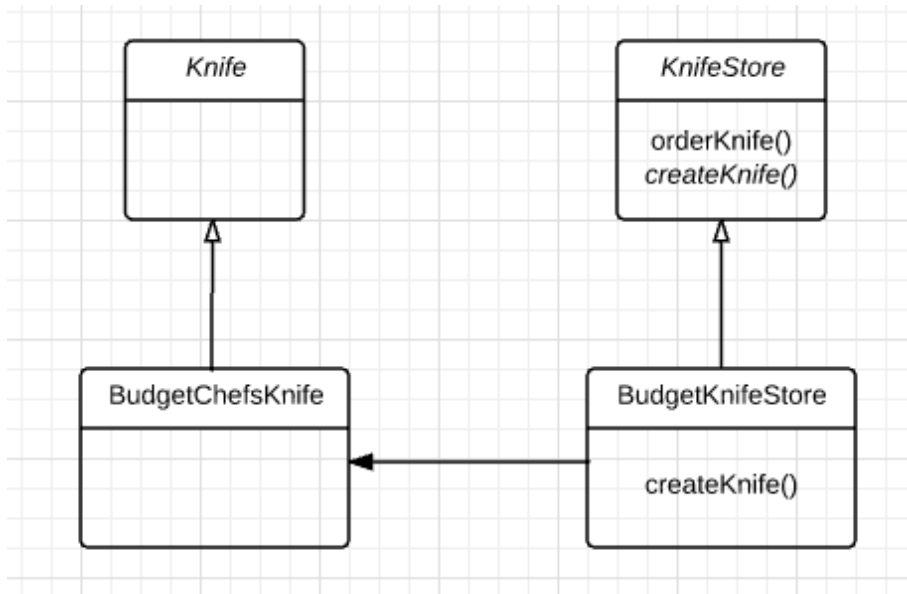 Knife
KnifeStore
orderKnife()
createKnife()
BudgetChefsKnife
BudgetKnifeStore
createKnife()